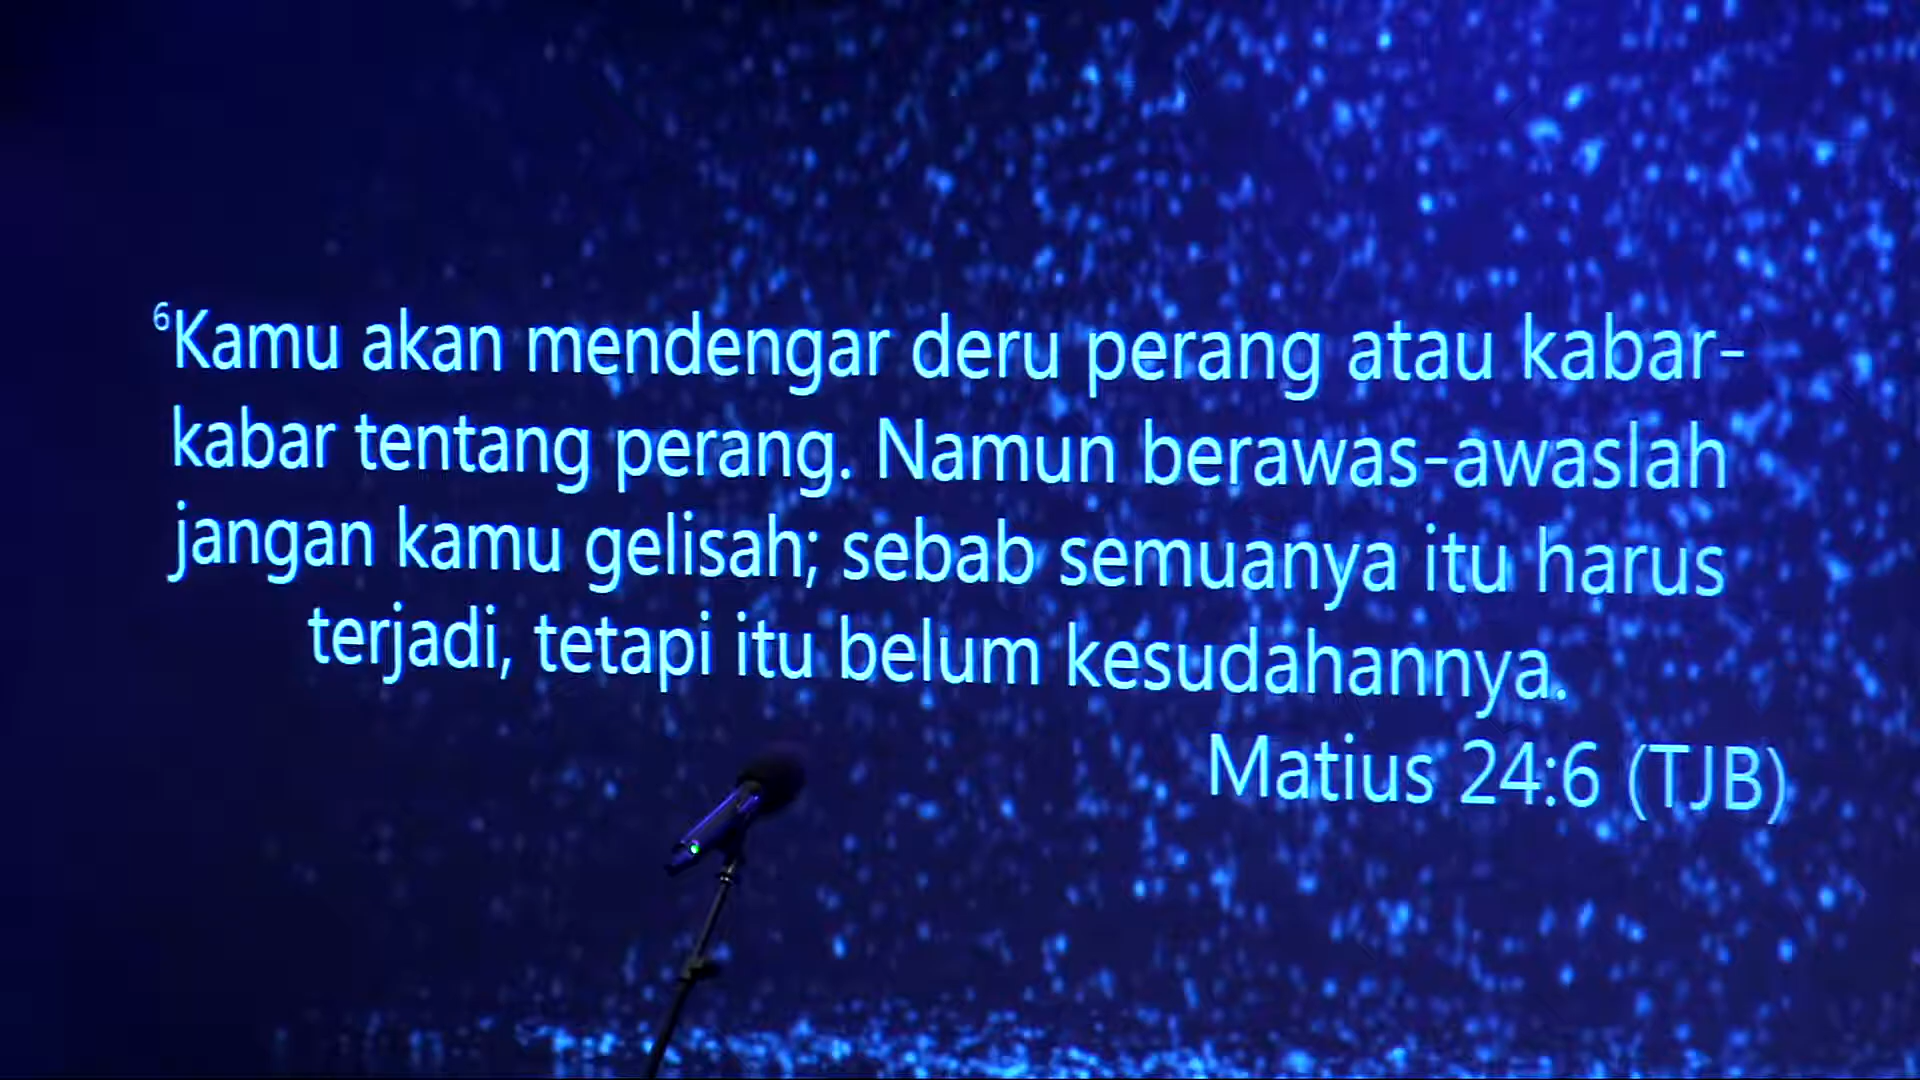 ⁶Kamu akan mendengar deru perang atau kabar-
kabar tentang perang. Namun berawas-awaslah
jangan kamu gelisah; sebab semuanya itu harus
terjadi, tetapi itu belum kesudahannya.
Matius 24:6 (TJB)